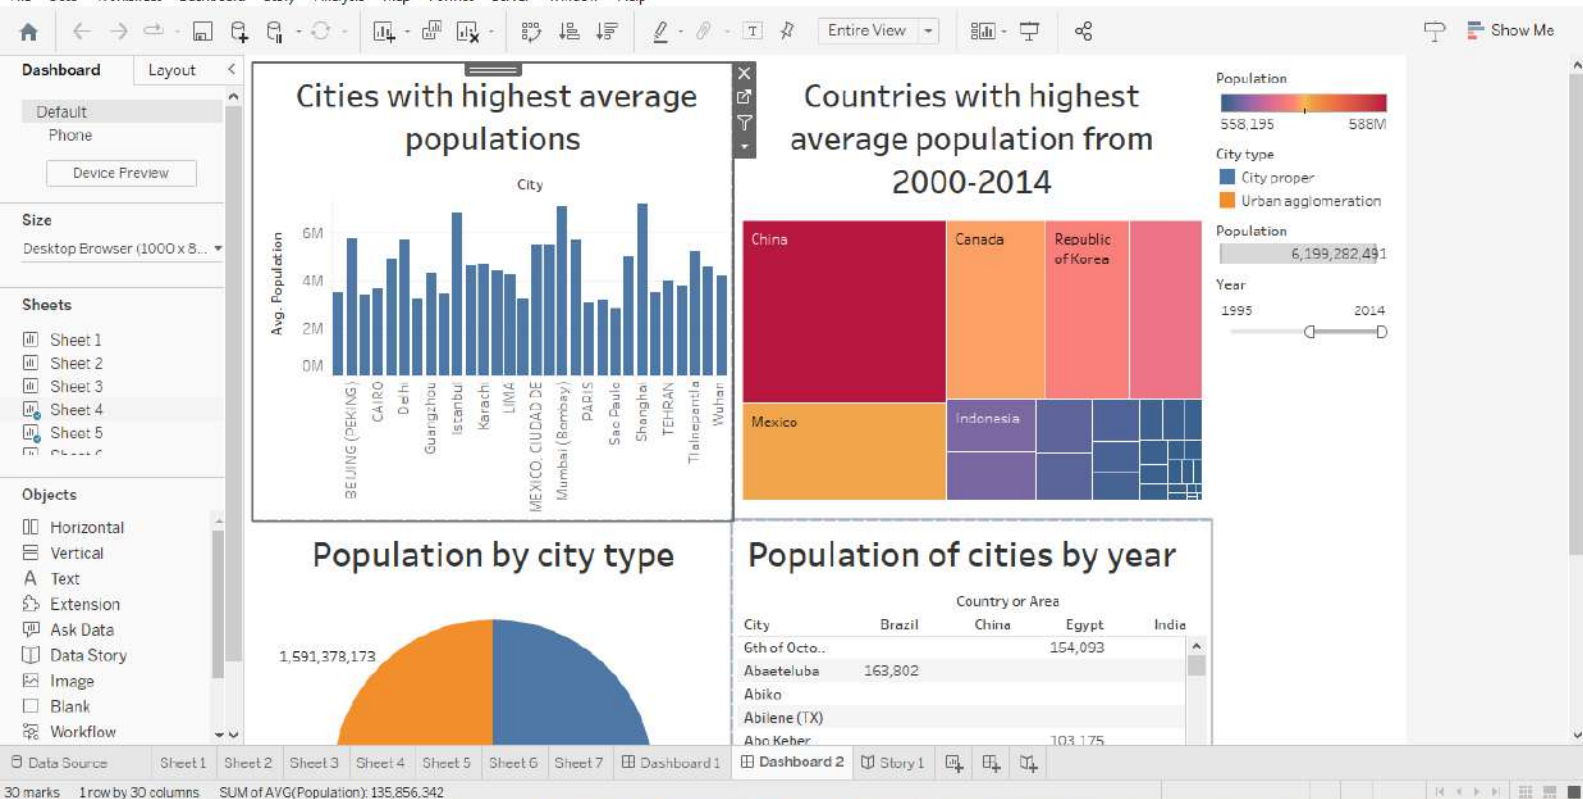 Entire View
Show Me
Dashboard
Layout
Default
Phone
Device Preview
Size
Desktop Browser (1000 x 8...
Sheets
Sheet 1
Sheet 2
Sheet 3
Sheet 4
Sheet 5
Objects
Horizontal
Vertical
Text
Extension
Ask Data
Data Story
Image
Blank
Workflow
Cities with highest average
populations
City
Avg. Population
6M
4M
2M
0M
BEIJING (PEKING)
CAIRO
Delhi
Guangzhou
Istanbul
Karachi
LIMA
MEXICO, CIUDAD DE
Mumbai (Bombay)
PARIS
Sao Paulo
Shanghai
TEHRAN
Tlalnepantla
Wuhan
Countries with highest
average population from
2000-2014
China
Canada
Republic
of Korea
Mexico
Indonesia
Population
558,195 588M
City type
City proper
Urban agglomeration
Population
6,199,282,491
Year
1995 2014
Population by city type
1,591,378,173
Population of cities by year
Country or Area
City Brazil China Egypt India
6th of Octo.. 154,093
Abaeteluba 163,802
Abiko
Abilene (TX)
Abo Keber 103,175
Data Source Sheet 1 Sheet 2 Sheet 3 Sheet 4 Sheet 5 Sheet 6 Sheet 7 Dashboard 1 Dashboard 2 Story 1
30 marks 1 row by 30 columns SUM of AVG(Population): 135,856,342